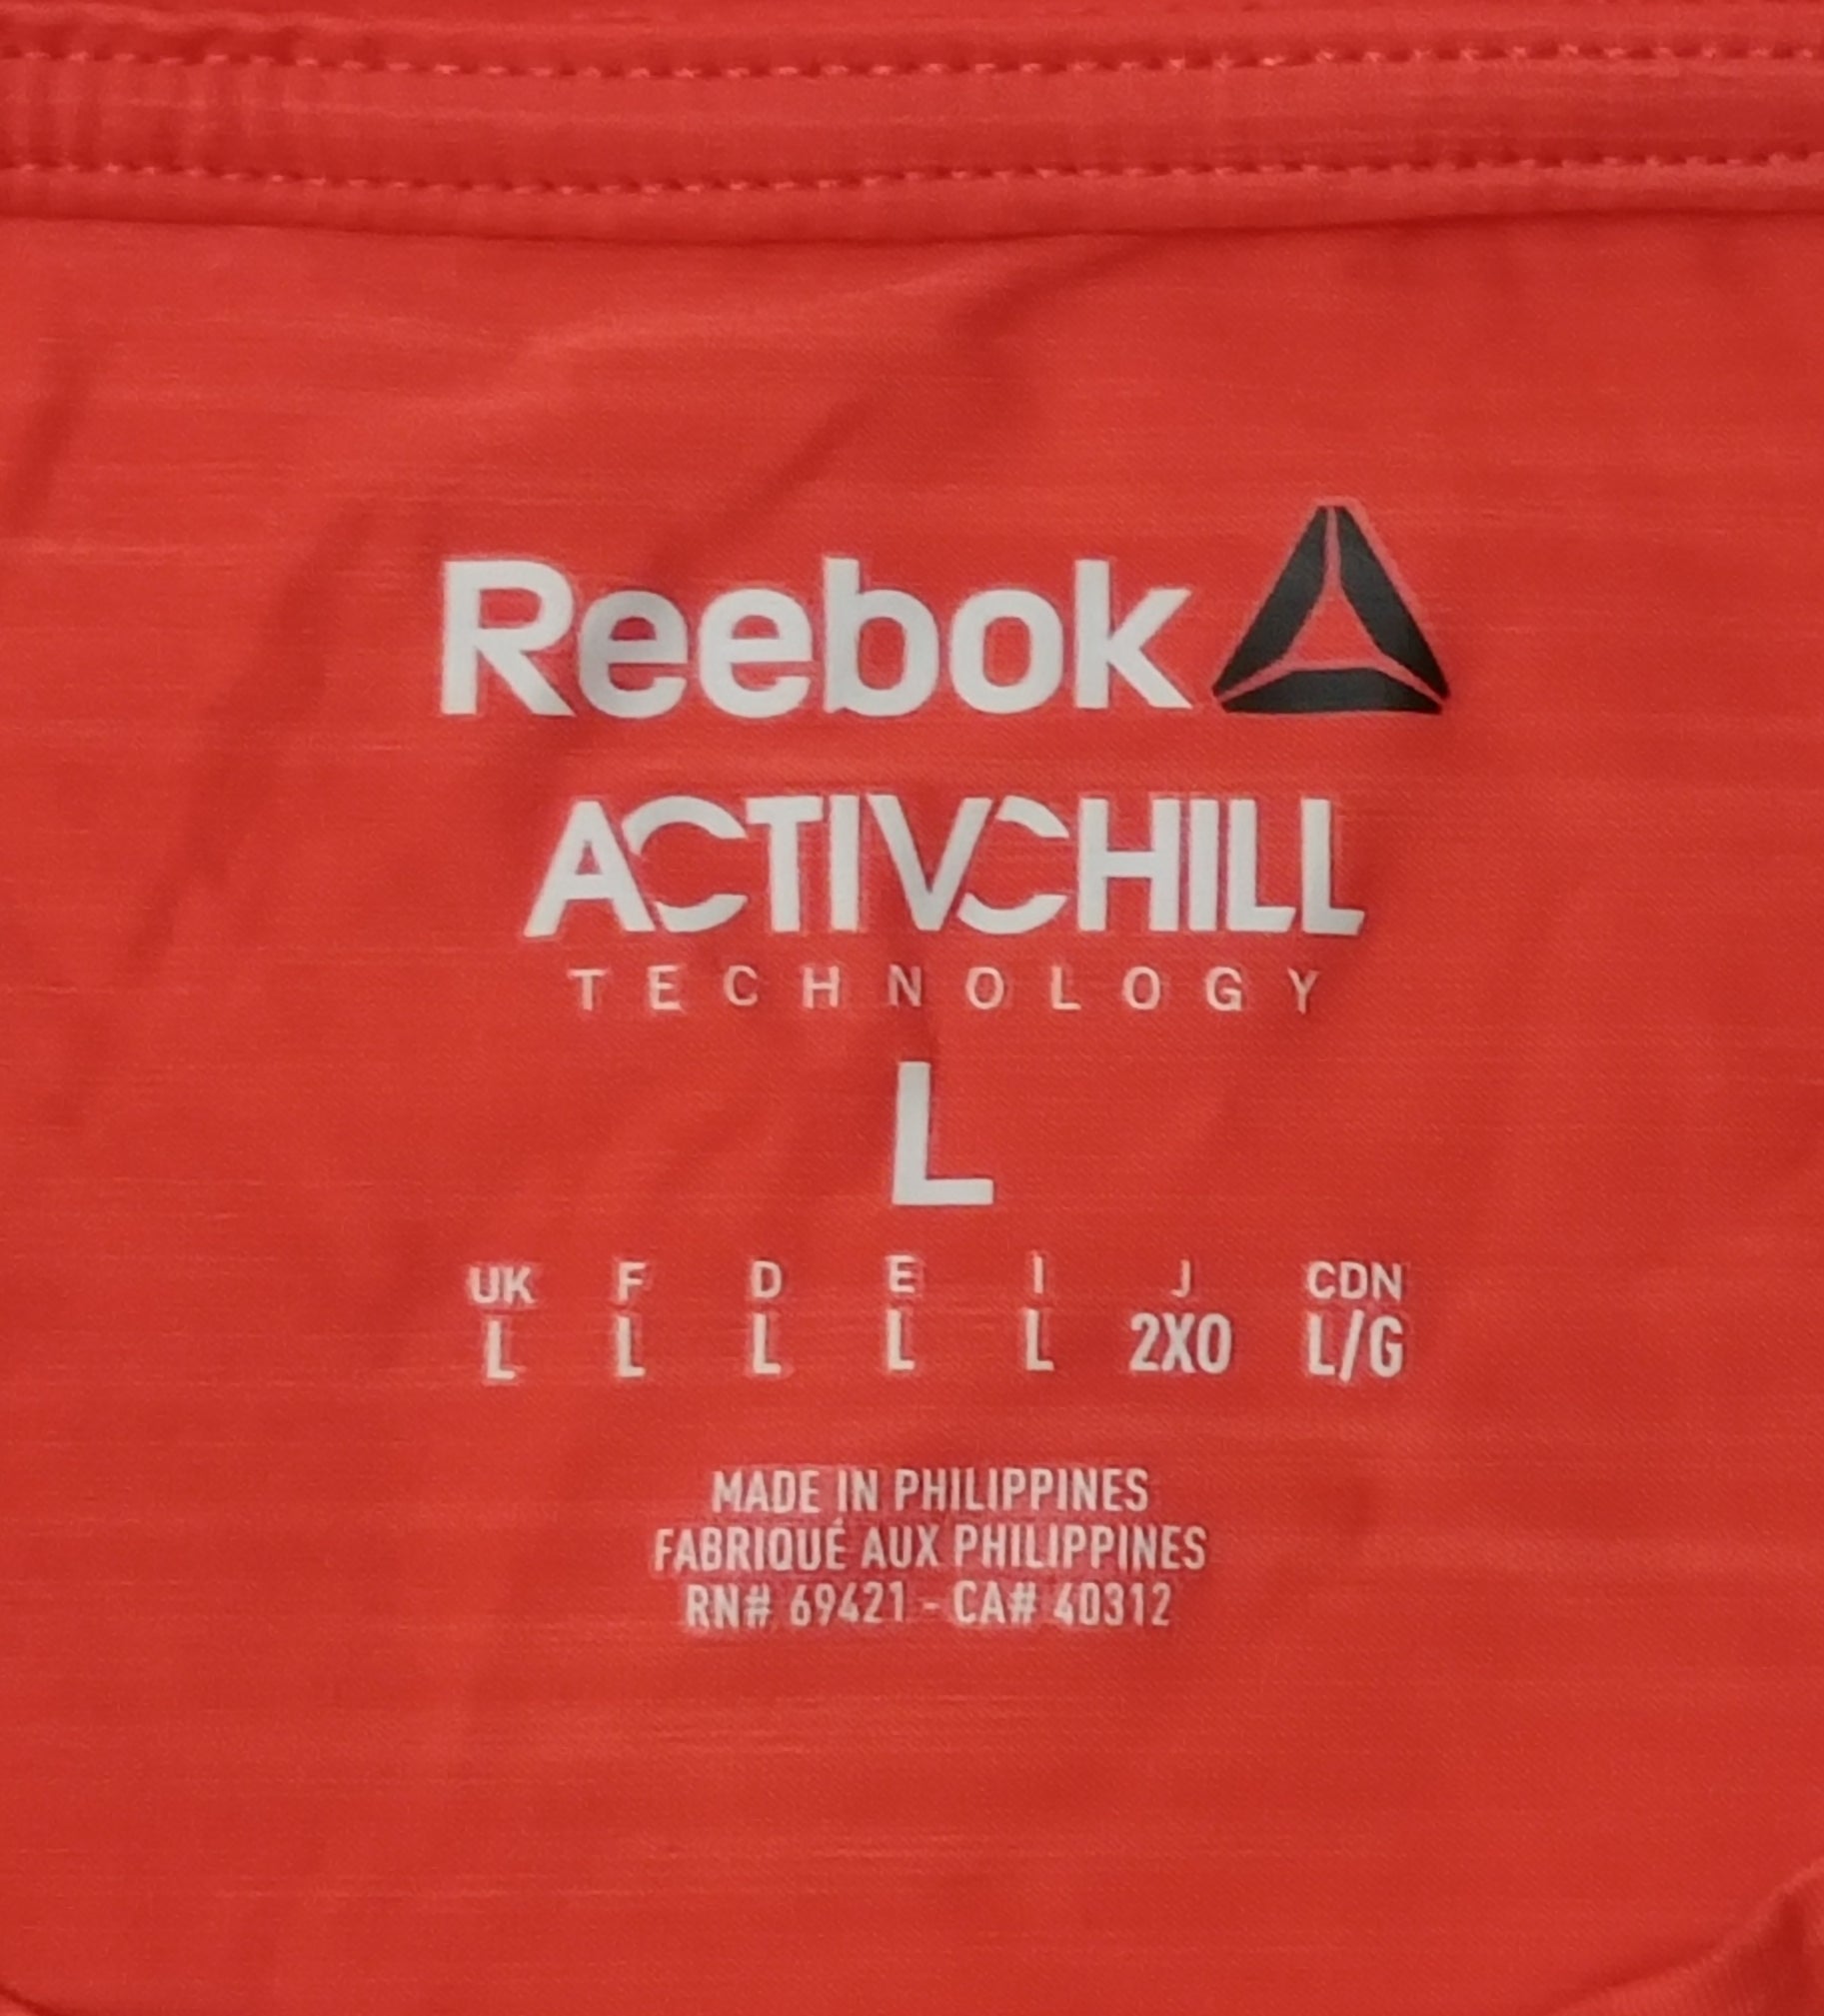 Reebok
ACTIVCHILL
TECHNOLOGY
L
UK F D E I J CDN
L L L L L 2XO L/G
MADE IN PHILIPPINES
FABRIQUÉ AUX PHILIPPINES
RN# 69421 - CA# 40312